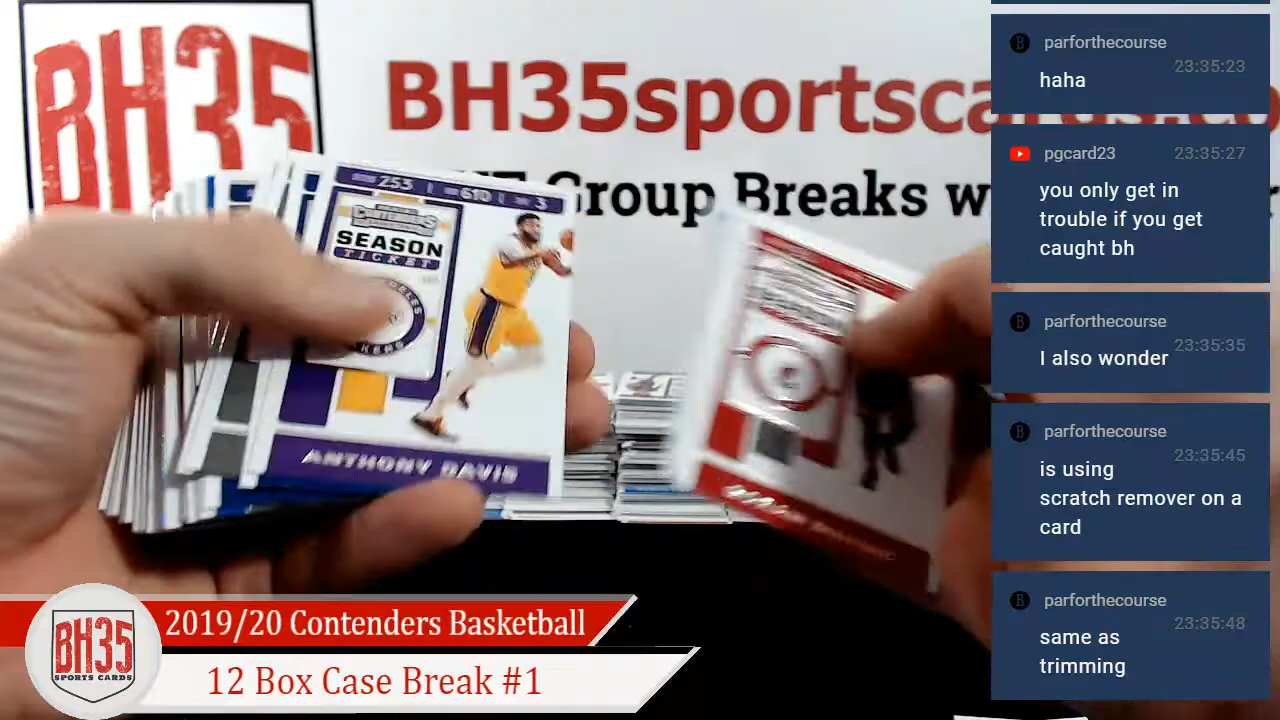 BH35
BH35sportscards.co
Group Breaks w
253 610 3
CONTENDERS
SEASON
TICKET
ANTHONY DAVIS
BH35
SPORTS CARDS
2019/20 Contenders Basketball
12 Box Case Break #1
parforthecourse
23:35:23
haha
pgcard23 23:35:27
you only get in
trouble if you get
caught bh
parforthecourse
23:35:35
I also wonder
parforthecourse
23:35:45
is using
scratch remover on a
card
parforthecourse
23:35:48
same as
trimming